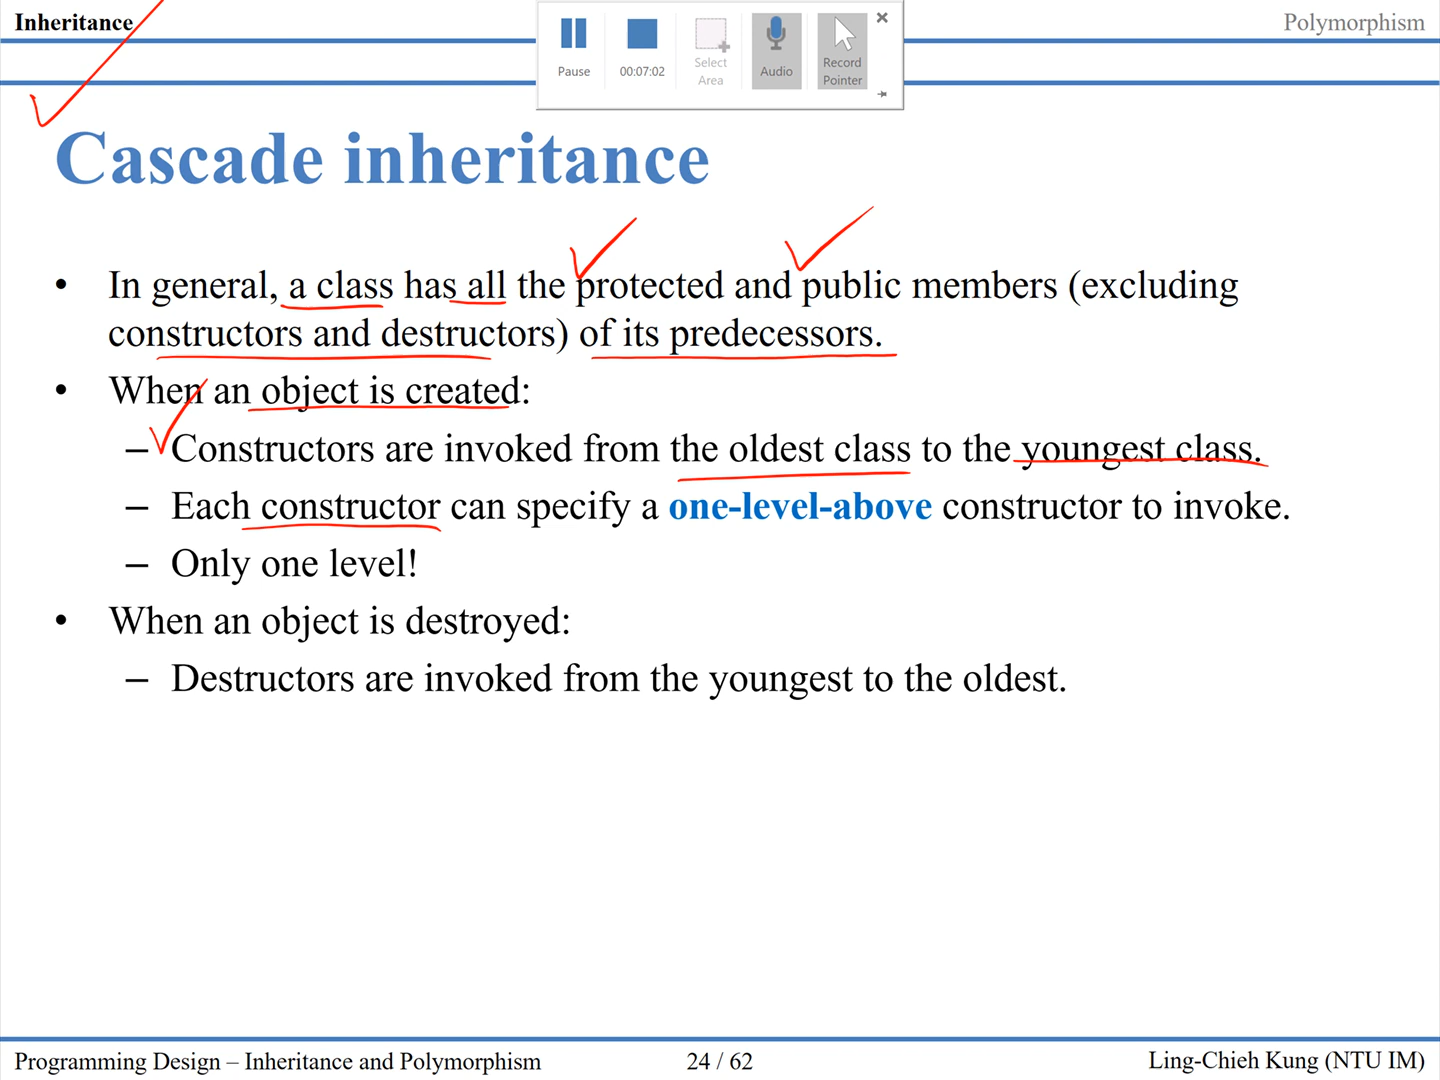 Inheritance
Polymorphism
Pause
00:07:02
Select
Area
Audio
Record
Pointer
Cascade inheritance
• In general, a class has all the protected and public members (excluding
constructors and destructors) of its predecessors.
• When an object is created:
– Constructors are invoked from the oldest class to the youngest class.
– Each constructor can specify a one-level-above constructor to invoke.
– Only one level!
• When an object is destroyed:
– Destructors are invoked from the youngest to the oldest.
Programming Design – Inheritance and Polymorphism
24 / 62
Ling-Chieh Kung (NTU IM)